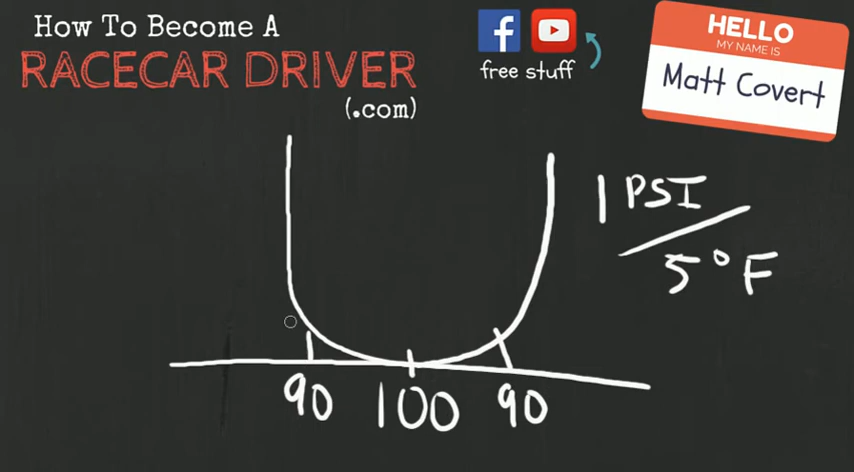 How To Become A
RACECAR DRIVER
(.com)
free stuff
HELLO
MY NAME IS
Matt Covert
1 PSI
5°F
90 100 90